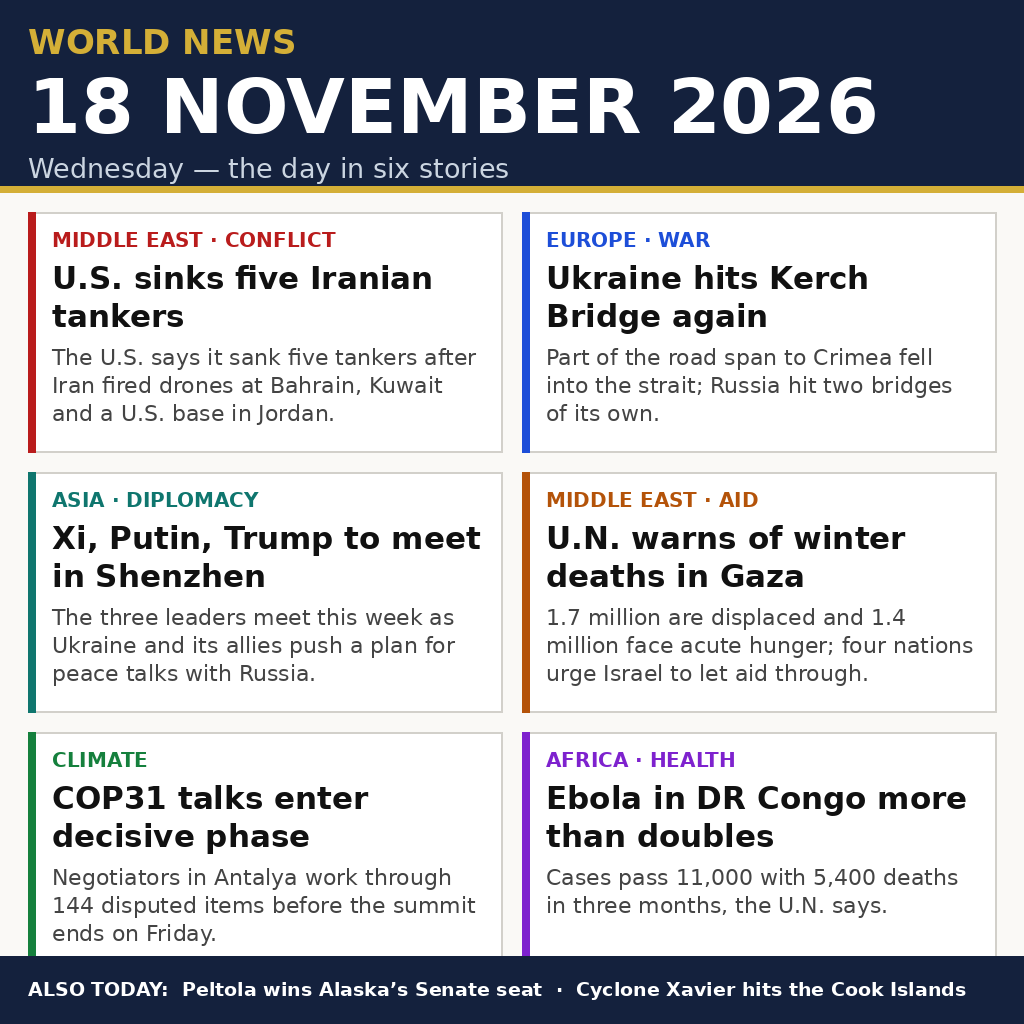 WORLD NEWS
18 NOVEMBER 2026
Wednesday — the day in six stories
MIDDLE EAST · CONFLICT
U.S. sinks five Iranian
tankers
The U.S. says it sank five tankers after
Iran fired drones at Bahrain, Kuwait
and a U.S. base in Jordan.
EUROPE · WAR
Ukraine hits Kerch
Bridge again
Part of the road span to Crimea fell
into the strait; Russia hit two bridges
of its own.
ASIA · DIPLOMACY
Xi, Putin, Trump to meet
in Shenzhen
The three leaders meet this week as
Ukraine and its allies push a plan for
peace talks with Russia.
MIDDLE EAST · AID
U.N. warns of winter
deaths in Gaza
1.7 million are displaced and 1.4
million face acute hunger; four nations
urge Israel to let aid through.
CLIMATE
COP31 talks enter
decisive phase
Negotiators in Antalya work through
144 disputed items before the summit
ends on Friday.
AFRICA · HEALTH
Ebola in DR Congo more
than doubles
Cases pass 11,000 with 5,400 deaths
in three months, the U.N. says.
ALSO TODAY:  Peltola wins Alaska’s Senate seat  ·  Cyclone Xavier hits the Cook Islands